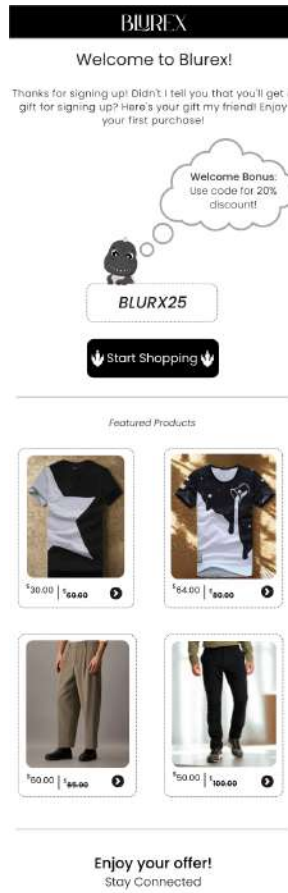 BLUREX
Welcome to Blurex!
Thanks for signing up! Didn't I tell you that you'll get
gift for signing up? Here's your gift my friend! Enjoy
your first purchase!
Welcome Bonus:
Use code for 20%
discount!
BLURX25
Start Shopping
Featured Products
$30.00 | $60.00
$64.00 | $80.00
$50.00 | $85.00
$50.00 | $100.00
Enjoy your offer!
Stay Connected